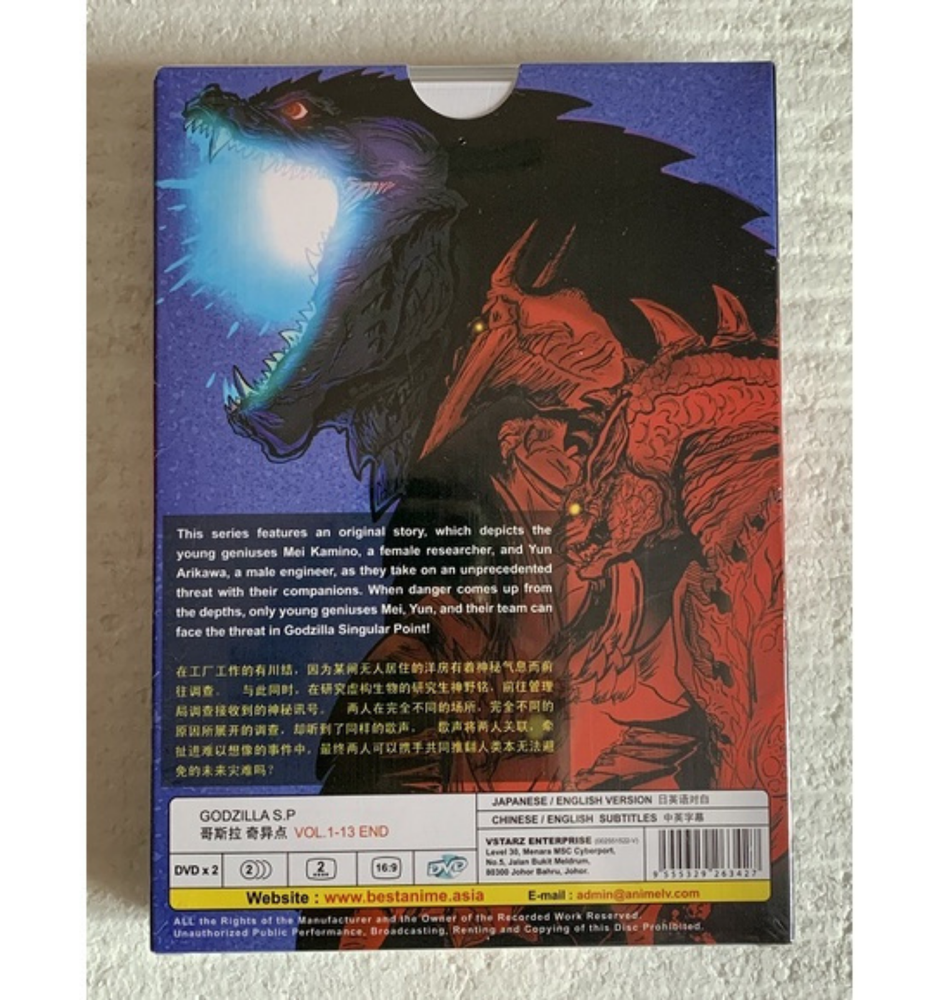 This series features an original story, which depicts the
young geniuses Mei Kamino, a female researcher, and Yun
Arikawa, a male engineer, as they take on an unprecedented
threat with their companions. When danger comes up from
the depths, only young geniuses Mei, Yun, and their team can
face the threat in Godzilla Singular Point!
在工厂工作的有川结，因为某间无人居住的洋房有着神秘气息而前
往调查． 与此同时，在研究虚构生物的研究生神野铭，前往管理
局调查接收到的神秘讯号． 两人在完全不同的场所，完全不同的
原因所展开的调查，却听到了同样的歌声． 歌声将两人关联，牵
扯进难以想像的事件中，最终两人可以携手共同推翻人类本无法避
免的未来灾难吗？
GODZILLA S.P
哥斯拉 奇异点 VOL.1-13 END
JAPANESE / ENGLISH VERSION 日英语对白
CHINESE / ENGLISH SUBTITLES 中英字幕
DVD x 2
2
2
16:9
DVD
VSTARZ ENTERPRISE
Level 30, Menara MSC Cyberport,
No.5, Jalan Bukit Meldrum,
80300 Johor Bahru, Johor.
9 555329 263427
Website : www.bestanime.asia E-mail : admin@animelv.com
ALL the Rights of the Manufacturer and the Owner of the Recorded Work Reserved.
Unauthorized Public Performance, Broadcasting, Renting and Copying of this Disc Prohibited.